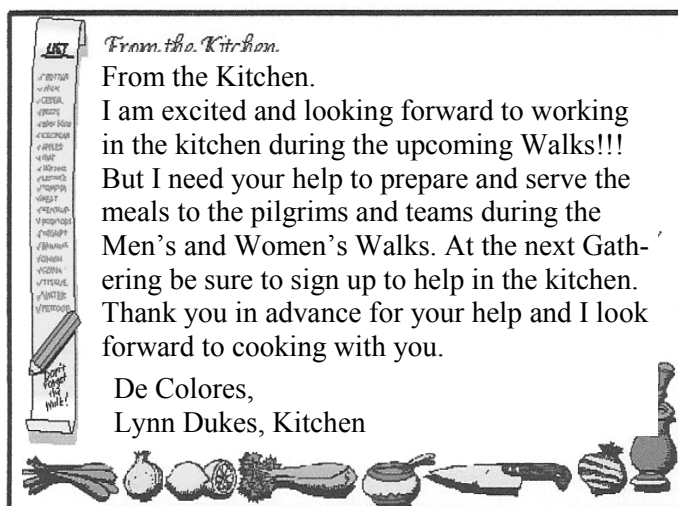 LIST
From the Kitchen
From the Kitchen.
I am excited and looking forward to working
in the kitchen during the upcoming Walks!!!
But I need your help to prepare and serve the
meals to the pilgrims and teams during the
Men’s and Women’s Walks. At the next Gath-
ering be sure to sign up to help in the kitchen.
Thank you in advance for your help and I look
forward to cooking with you.
De Colores,
Lynn Dukes, Kitchen
Don't
forget
the
milk!